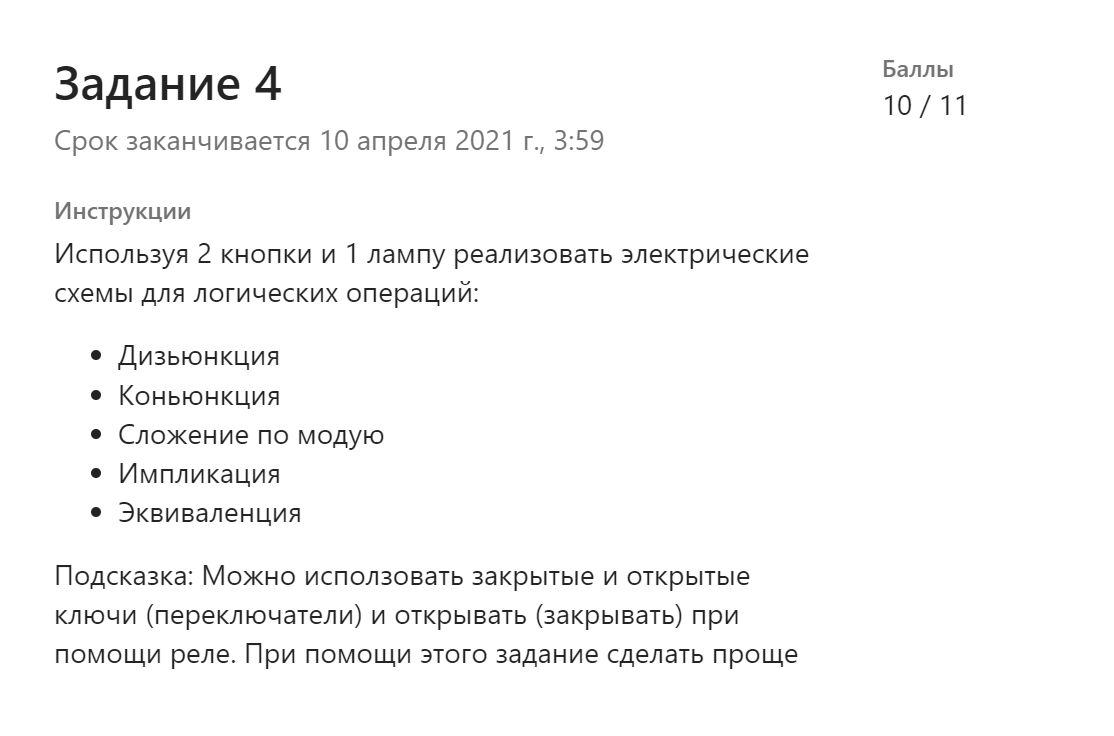 Задание 4
Баллы
10 / 11
Срок заканчивается 10 апреля 2021 г., 3:59
Инструкции
Используя 2 кнопки и 1 лампу реализовать электрические
схемы для логических операций:
• Дизьюнкция
• Коньюнкция
• Сложение по модую
• Импликация
• Эквиваленция
Подсказка: Можно исползовать закрытые и открытые
ключи (переключатели) и открывать (закрывать) при
помощи реле. При помощи этого задание сделать проще